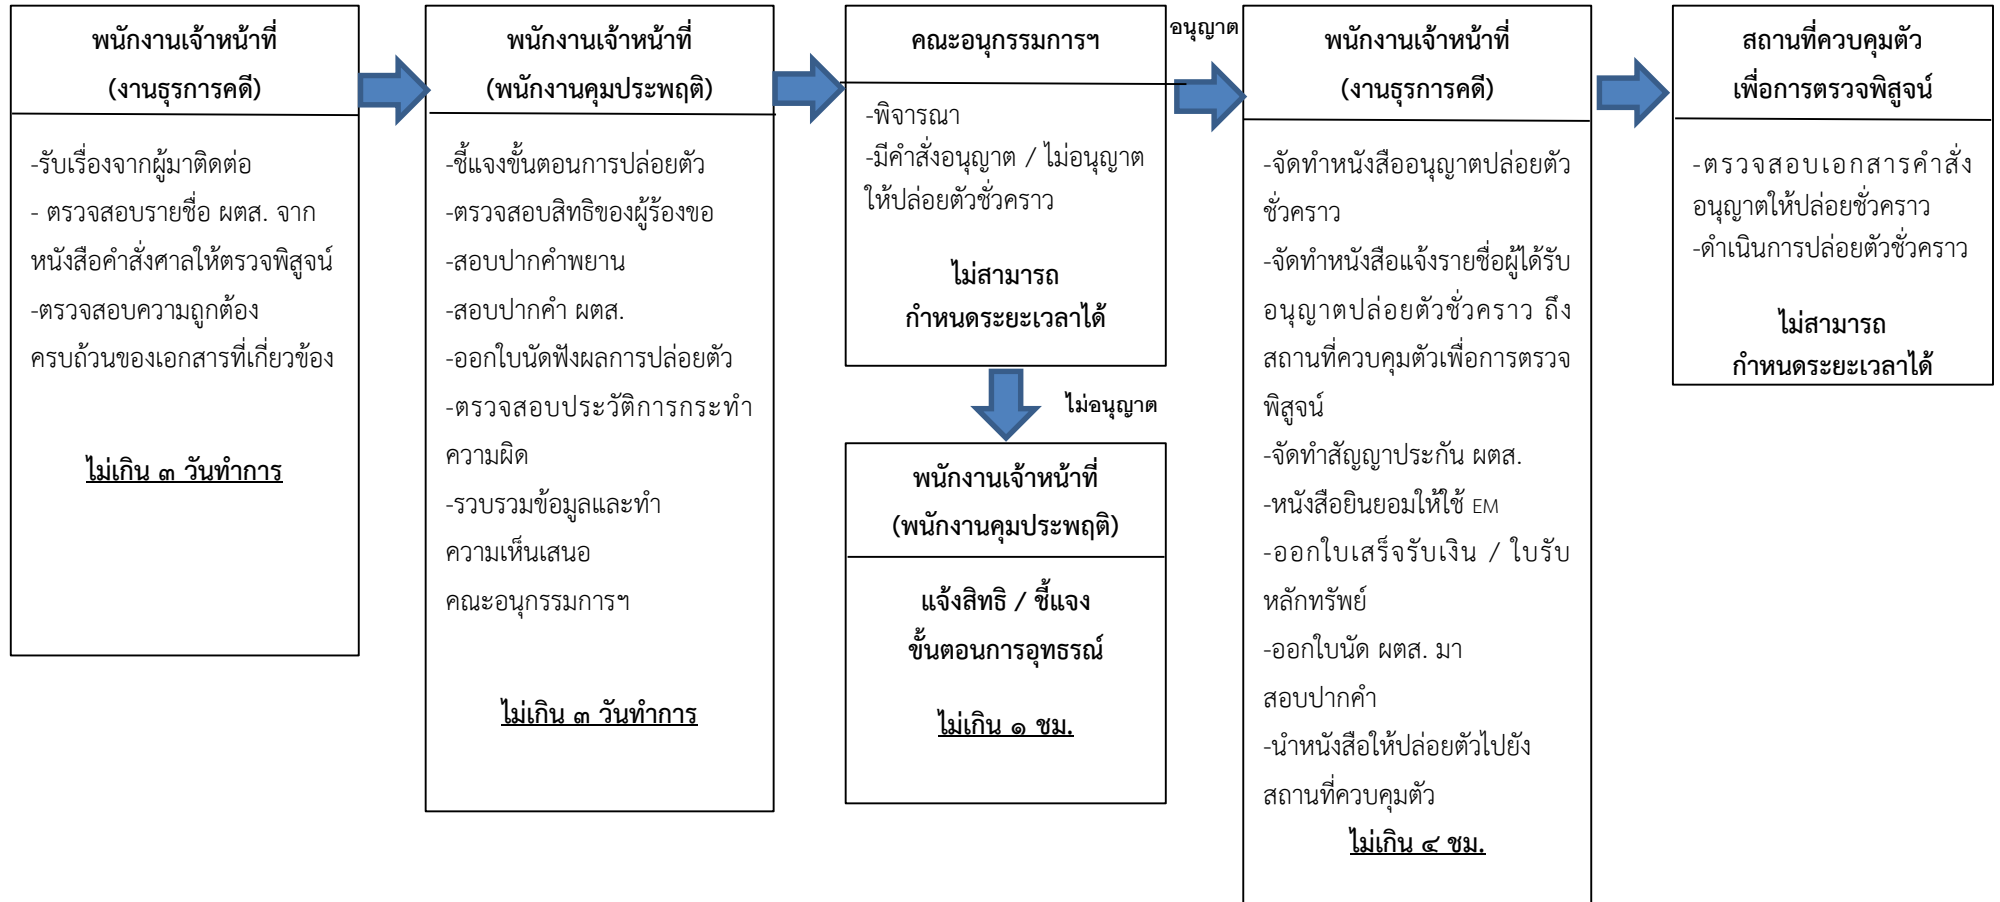 พนักงานเจ้าหน้าที่
(งานธุรการคดี)
-รับเรื่องจากผู้มาติดต่อ
- ตรวจสอบรายชื่อ ผตส. จาก
หนังสือคำสั่งศาลให้ตรวจพิสูจน์
-ตรวจสอบความถูกต้อง
ครบถ้วนของเอกสารที่เกี่ยวข้อง
ไม่เกิน ๓ วันทำการ
พนักงานเจ้าหน้าที่
(พนักงานคุมประพฤติ)
-ชี้แจงขั้นตอนการปล่อยตัว
-ตรวจสอบสิทธิของผู้ร้องขอ
-สอบปากคำพยาน
-สอบปากคำ ผตส.
-ออกใบนัดฟังผลการปล่อยตัว
-ตรวจสอบประวัติการกระทำ
ความผิด
-รวบรวมข้อมูลและทำ
ความเห็นเสนอ
คณะอนุกรรมการฯ
ไม่เกิน ๓ วันทำการ
คณะอนุกรรมการฯ
-พิจารณา
-มีคำสั่งอนุญาต / ไม่อนุญาต
ให้ปล่อยตัวชั่วคราว
ไม่สามารถ
กำหนดระยะเวลาได้
ไม่อนุญาต
พนักงานเจ้าหน้าที่
(พนักงานคุมประพฤติ)
แจ้งสิทธิ / ชี้แจง
ขั้นตอนการอุทธรณ์
ไม่เกิน ๑ ชม.
อนุญาต
พนักงานเจ้าหน้าที่
(งานธุรการคดี)
-จัดทำหนังสืออนุญาตปล่อยตัว
ชั่วคราว
-จัดทำหนังสือแจ้งรายชื่อผู้ได้รับ
อนุญาตปล่อยตัวชั่วคราว ถึง
สถานที่ควบคุมตัวเพื่อการตรวจ
พิสูจน์
-จัดทำสัญญาประกัน ผตส.
-หนังสือยินยอมให้ใช้ EM
-ออกใบเสร็จรับเงิน / ใบรับ
หลักทรัพย์
-ออกใบนัด ผตส. มา
สอบปากคำ
-นำหนังสือให้ปล่อยตัวไปยัง
สถานที่ควบคุมตัว
ไม่เกิน ๔ ชม.
สถานที่ควบคุมตัว
เพื่อการตรวจพิสูจน์
-ตรวจสอบเอกสารคำสั่ง
อนุญาตให้ปล่อยชั่วคราว
-ดำเนินการปล่อยตัวชั่วคราว
ไม่สามารถ
กำหนดระยะเวลาได้